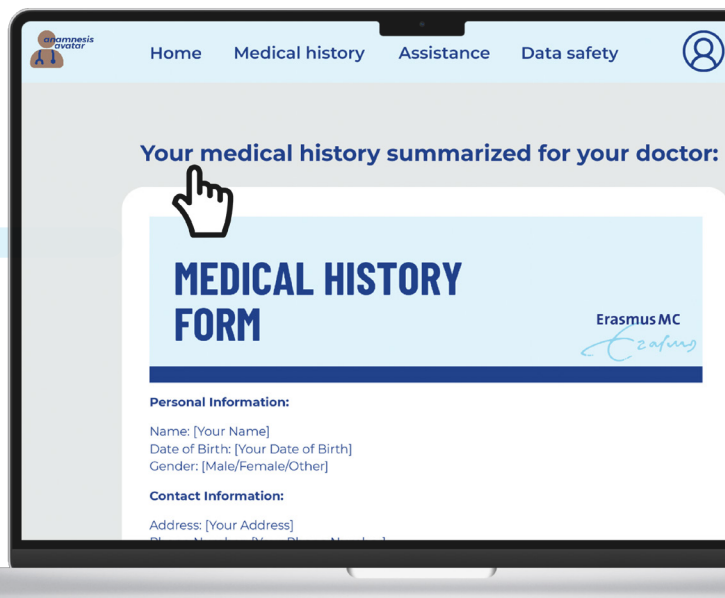 anamnesis
avatar
Home Medical history Assistance Data safety
Your medical history summarized for your doctor:
MEDICAL HISTORY
FORM
Erasmus MC
Erasmus
Personal Information:
Name: [Your Name]
Date of Birth: [Your Date of Birth]
Gender: [Male/Female/Other]
Contact Information:
Address: [Your Address]